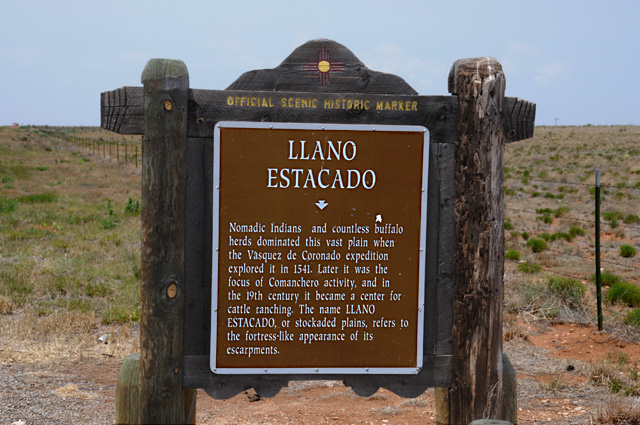 OFFICIAL SCENIC HISTORIC MARKER
LLANO
ESTACADO
Nomadic Indians and countless buffalo
herds dominated this vast plain when
the Vasquez de Coronado expedition
explored it in 1541. Later it was the
focus of Comanchero activity, and in
the 19th century it became a center for
cattle ranching. The name LLANO
ESTACADO, or stockaded plains, refers to
the fortress-like appearance of its
escarpments.